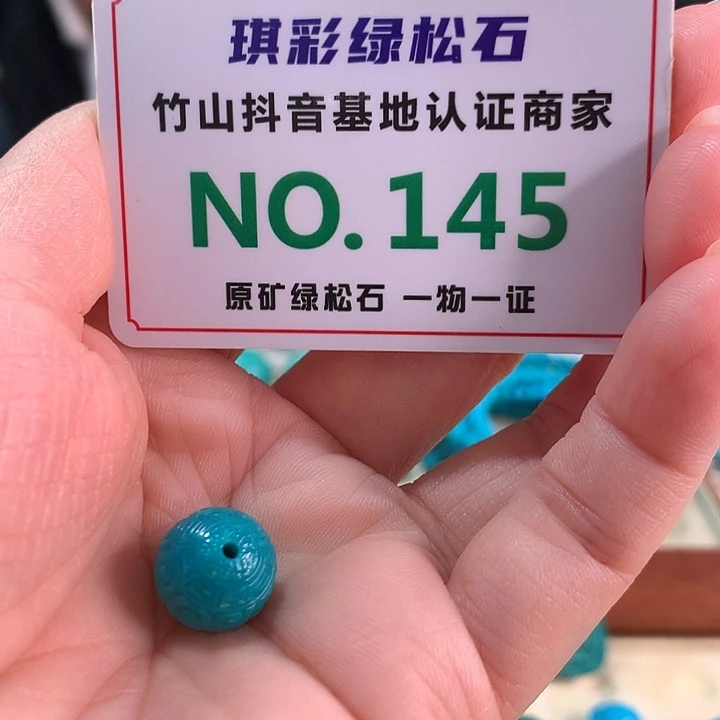 琪彩绿松石
竹山抖音基地认证商家
NO.145
原矿绿松石 一物一证